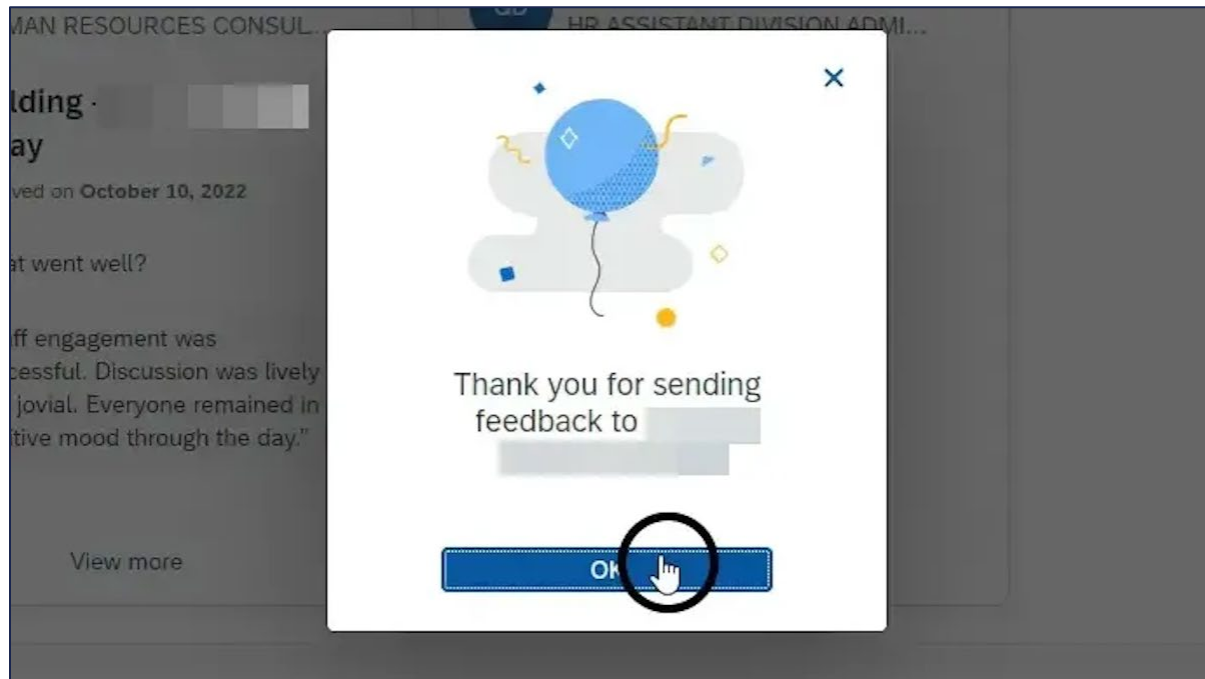 MAN RESOURCES CONSUL...
GD
HR ASSISTANT DIVISION ADMI...
lding -
ay
ved on October 10, 2022
at went well?
ff engagement was
cessful. Discussion was lively
jovial. Everyone remained in
itive mood through the day."
View more
Thank you for sending
feedback to
OK